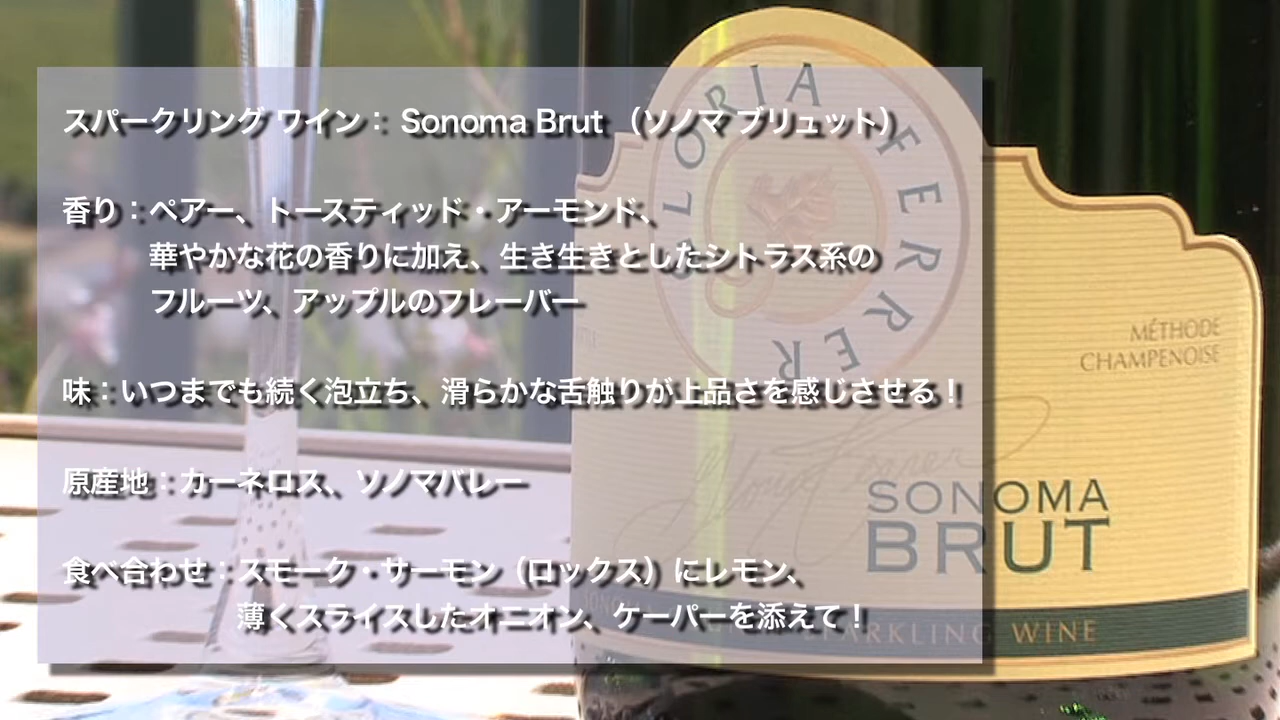 スパークリング ワイン： Sonoma Brut （ソノマ ブリュット）
香り：ペアー、トースティッド・アーモンド、
華やかな花の香りに加え、生き生きとしたシトラス系の
フルーツ、アップルのフレーバー
味：いつまでも続く泡立ち、滑らかな舌触りが上品さを感じさせる！
原産地：カーネロス、ソノマバレー
食べ合わせ：スモーク・サーモン（ロックス）にレモン、
薄くスライスしたオニオン、ケーパーを添えて！
GLORIA FERRER
MÉTHODE
CHAMPENOISE
SONOMA
BRUT
SPARKLING WINE